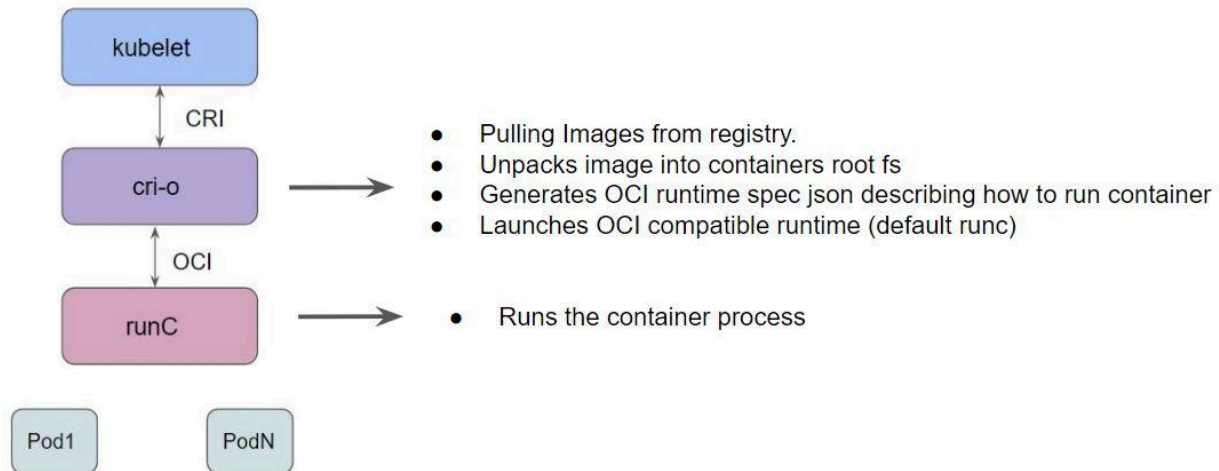 kubelet
CRI
cri-o
● Pulling Images from registry.
● Unpacks image into containers root fs
● Generates OCI runtime spec json describing how to run container
● Launches OCI compatible runtime (default runc)
OCI
runC
● Runs the container process
Pod1
PodN